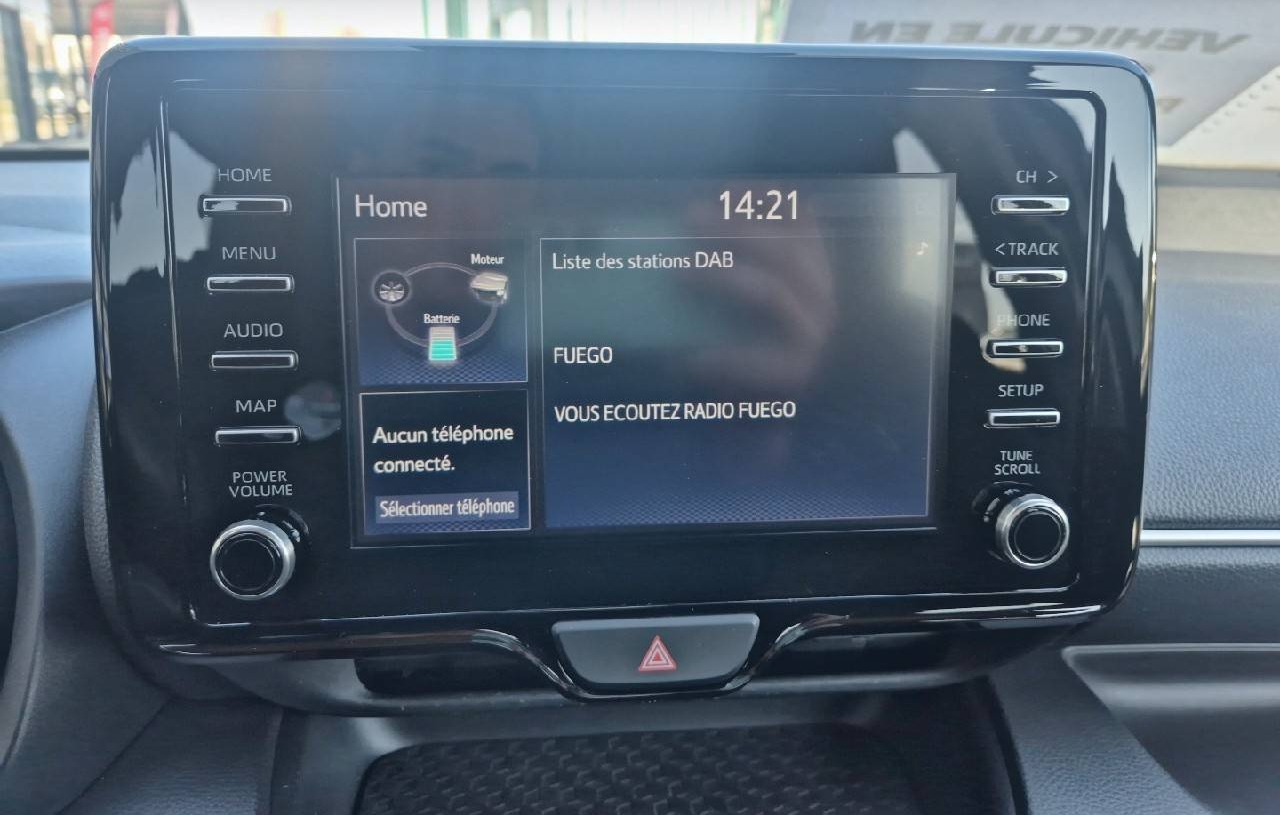 VEHICULE EN
HOME
MENU
AUDIO
MAP
POWER
VOLUME
Home
14:21
Moteur
Batterie
Aucun téléphone
connecté.
Sélectionner téléphone
Liste des stations DAB
FUEGO
VOUS ECOUTEZ RADIO FUEGO
CH >
< TRACK
PHONE
SETUP
TUNE
SCROLL